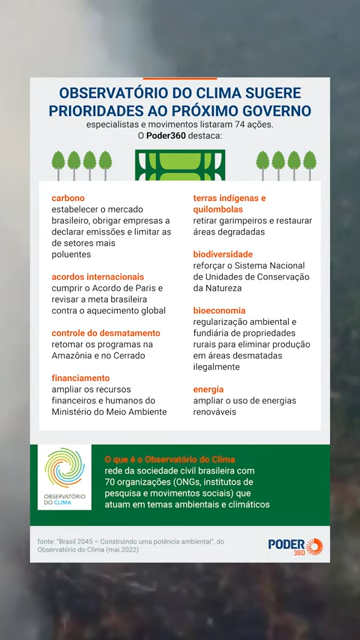 OBSERVATÓRIO DO CLIMA SUGERE
PRIORIDADES AO PRÓXIMO GOVERNO
especialistas e movimentos listaram 74 ações.
O Poder360 destaca:
carbono
estabelecer o mercado
brasileiro, obrigar empresas a
declarar emissões e limitar as
de setores mais
poluentes
acordos internacionais
cumprir o Acordo de Paris e
revisar a meta brasileira
contra o aquecimento global
controle do desmatamento
retomar os programas na
Amazônia e no Cerrado
financiamento
ampliar os recursos
financeiros e humanos do
Ministério do Meio Ambiente
terras indígenas e
quilombolas
retirar garimpeiros e restaurar
áreas degradadas
biodiversidade
reforçar o Sistema Nacional
de Unidades de Conservação
da Natureza
bioeconomia
regularização ambiental e
fundiária de propriedades
rurais para eliminar produção
em áreas desmatadas
ilegalmente
energia
ampliar o uso de energias
renováveis
OBSERVATÓRIO
DO CLIMA
O que é o Observatório do Clima
rede da sociedade civil brasileira com
70 organizações (ONGs, institutos de
pesquisa e movimentos sociais) que
atuam em temas ambientais e climáticos
fonte: "Brasil 2045 – Construindo uma potência ambiental", do
Observatório do Clima (mai.2022)
PODER
360